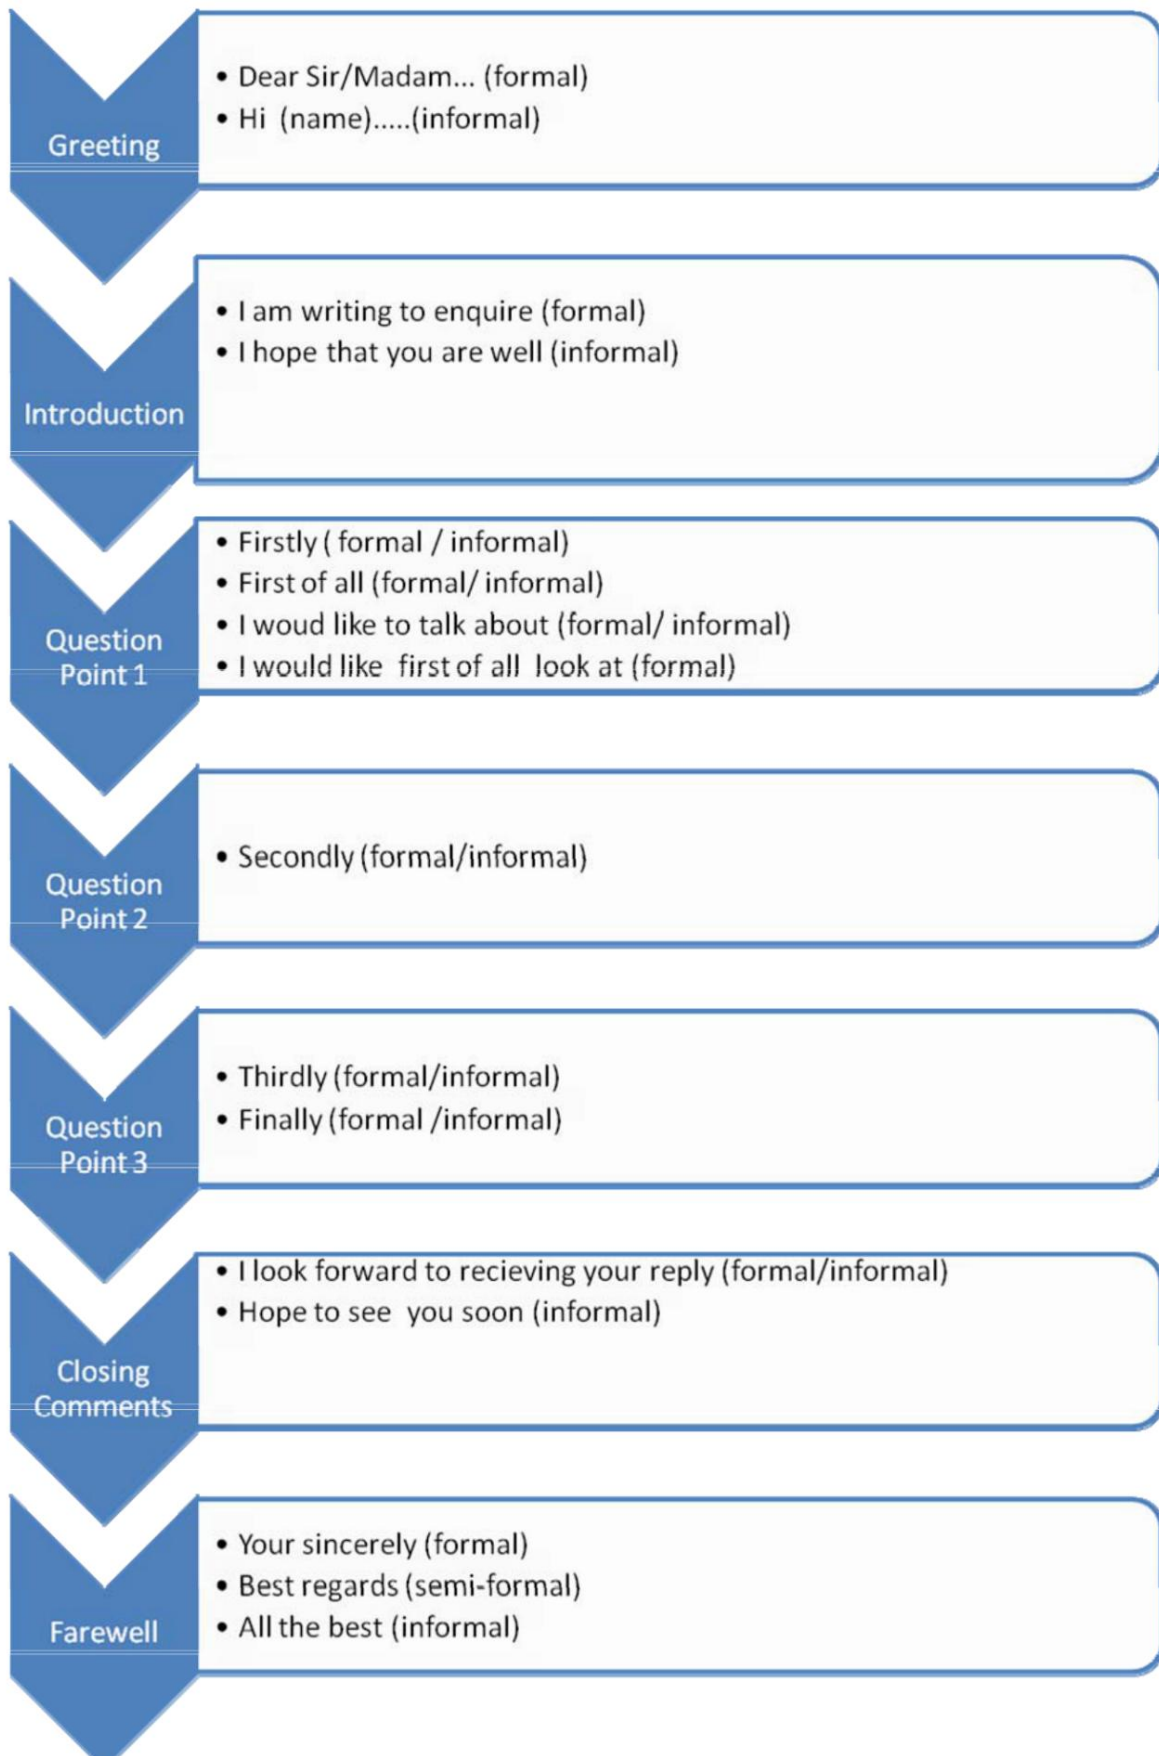 Greeting
• Dear Sir/Madam... (formal)
• Hi (name).....(informal)
Introduction
• I am writing to enquire (formal)
• I hope that you are well (informal)
Question
Point 1
• Firstly ( formal / informal)
• First of all (formal/ informal)
• I woud like to talk about (formal/ informal)
• I would like first of all look at (formal)
Question
Point 2
• Secondly (formal/informal)
Question
Point 3
• Thirdly (formal/informal)
• Finally (formal /informal)
Closing
Comments
• I look forward to recieving your reply (formal/informal)
• Hope to see you soon (informal)
Farewell
• Your sincerely (formal)
• Best regards (semi-formal)
• All the best (informal)